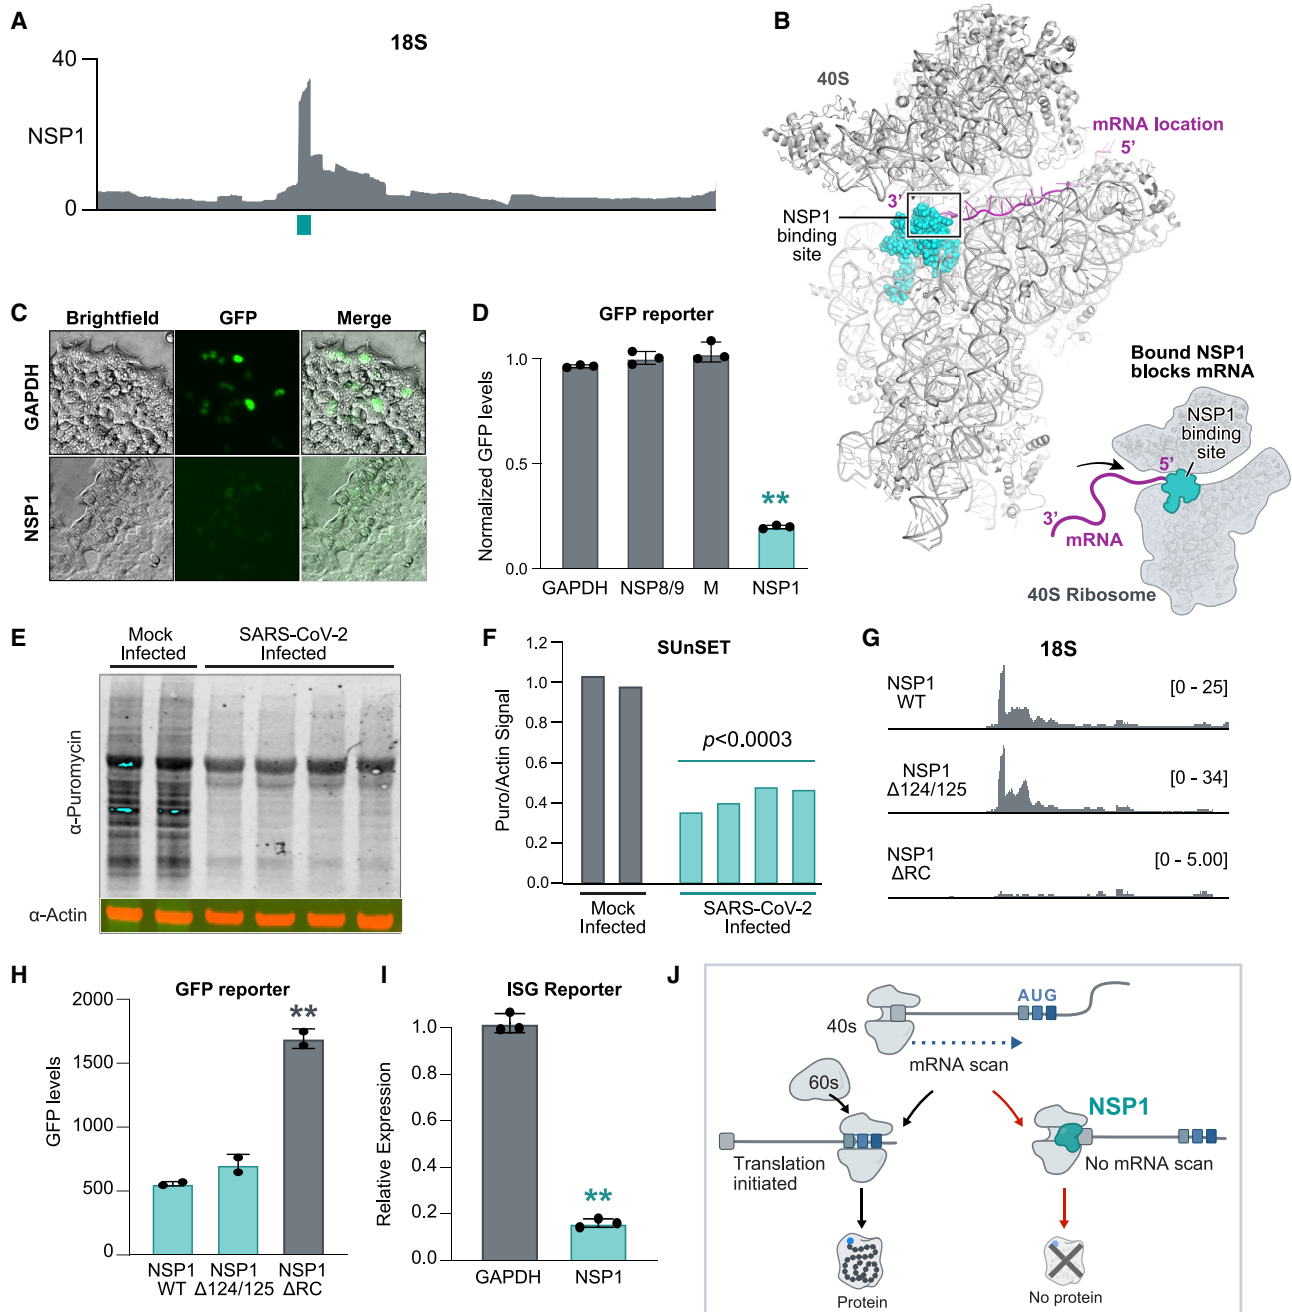 A
18S
40
NSP1
0
B
40S
mRNA location
5'
3'
NSP1
binding
site
Bound NSP1
blocks mRNA
NSP1
binding
site
5'
3'
mRNA
40S Ribosome
C
Brightfield
GFP
Merge
GAPDH
NSP1
D
GFP reporter
Normalized GFP levels
1.0
0.5
0.0
**
GAPDH
NSP8/9
M
NSP1
E
Mock
Infected
SARS-CoV-2
Infected
α-Puromycin
α-Actin
F
SUnSET
Puro/Actin Signal
1.2
1.0
0.8
0.6
0.4
0.2
0.0
p<0.0003
Mock
Infected
SARS-CoV-2
Infected
G
18S
NSP1
WT
[0 - 25]
NSP1
Δ124/125
[0 - 34]
NSP1
ΔRC
[0 - 5.00]
H
GFP reporter
GFP levels
2000
1500
1000
500
0
**
NSP1
WT
NSP1
Δ124/125
NSP1
ΔRC
I
ISG Reporter
Relative Expression
1.0
0.8
0.6
0.4
0.2
0.0
**
GAPDH
NSP1
J
AUG
40s
mRNA scan
60s
NSP1
Translation
initiated
No mRNA scan
Protein
No protein